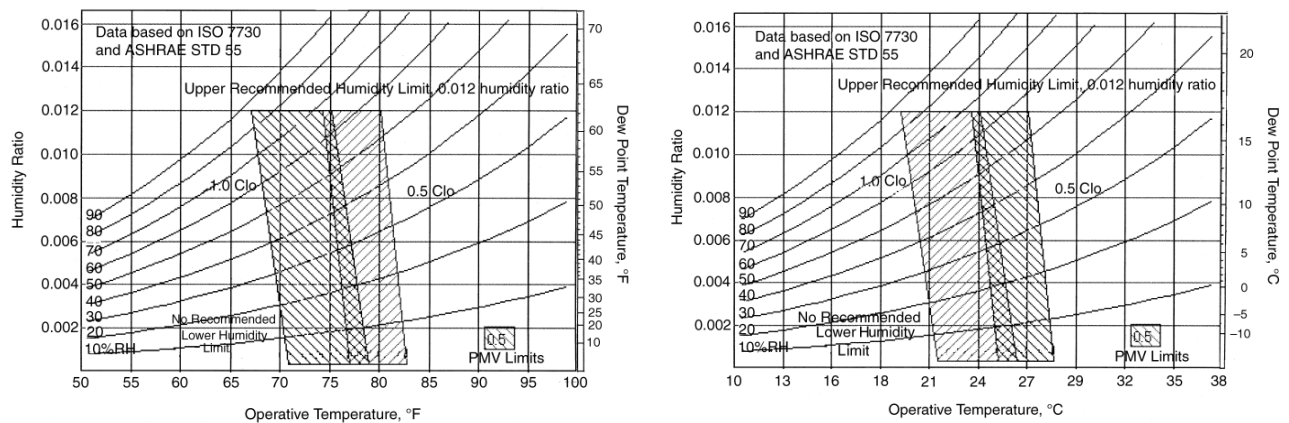 Data based on ISO 7730
and ASHRAE STD 55
Upper Recommended Humidity Limit, 0.012 humidity ratio
0.016
0.014
0.012
0.010
0.008
0.006
0.004
0.002
Humidity Ratio
1.0 Clo
0.5 Clo
90
80
70
60
50
40
30
20
10%RH
No Recommended
Lower Humidity
Limit
0.5
PMV Limits
70
65
60
55
50
45
40
35
30
25
20
10
Dew Point Temperature, °F
50 55 60 65 70 75 80 85 90 95 100
Operative Temperature, °F
Data based on ISO 7730
and ASHRAE STD 55
Upper Recommended Humidity Limit, 0.012 humidity ratio
0.016
0.014
0.012
0.010
0.008
0.006
0.004
0.002
Humidity Ratio
1.0 Clo
0.5 Clo
90
80
70
60
50
40
30
20
10%RH
No Recommended
Lower Humidity
Limit
0.5
PMV Limits
20
15
10
5
0
−5
−10
Dew Point Temperature, °C
10 13 16 18 21 24 27 29 32 35 38
Operative Temperature, °C